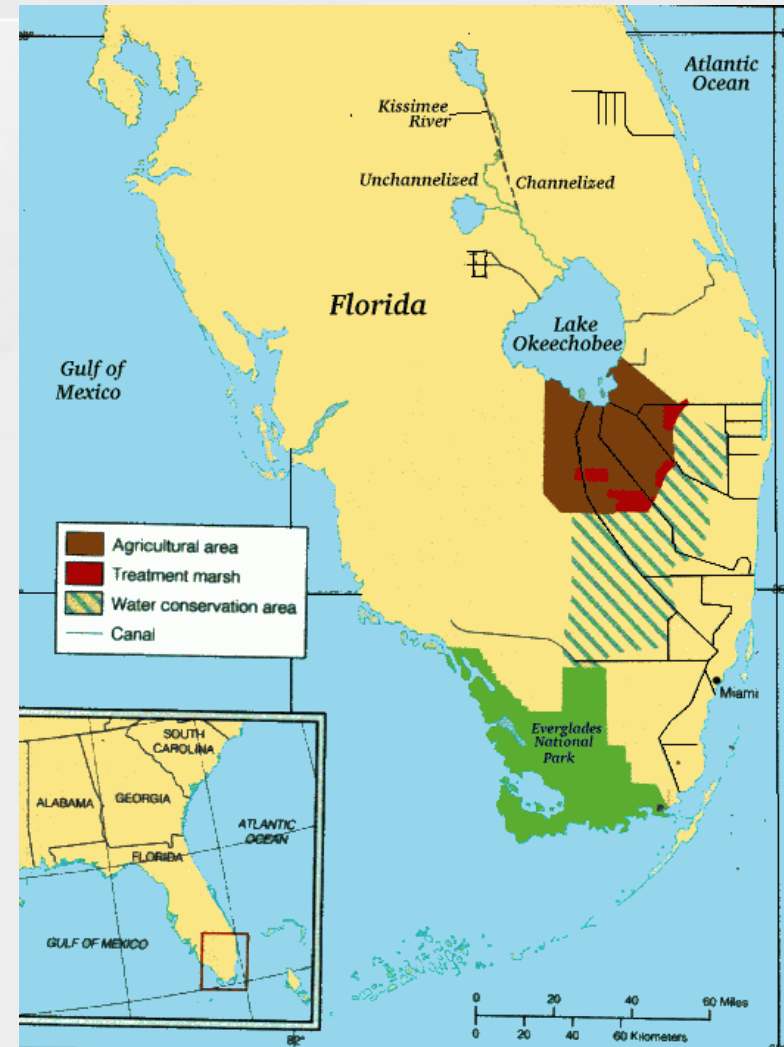 Atlantic
Ocean
Kissimee
River
Unchannelized
Channelized
Florida
Lake
Okeechobee
Gulf of
Mexico
Agricultural area
Treatment marsh
Water conservation area
Canal
Miami
Everglades
National
Park
SOUTH
CAROLINA
ALABAMA
GEORGIA
ATLANTIC
OCEAN
FLORIDA
GULF OF MEXICO
0 20 40 60 Miles
0 20 40 60 Kilometers
82°